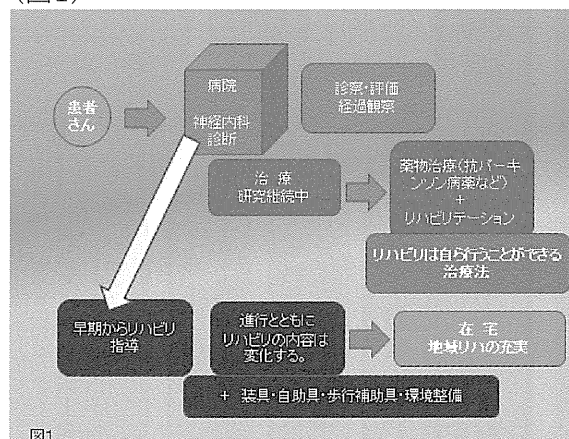 (図1)
患者
さん
病院
神経内科
診断
診察・評価
経過観察
治 療
研究継続中
薬物治療(抗パーキ
ンソン病薬など)
+
リハビリテーション
リハビリは自ら行うことができる
治療法
早期からリハビリ
指導
進行とともに
リハビリの内容は
変化する。
在 宅
地域リハの充実
+ 装具・自助具・歩行補助具・環境整備
図1